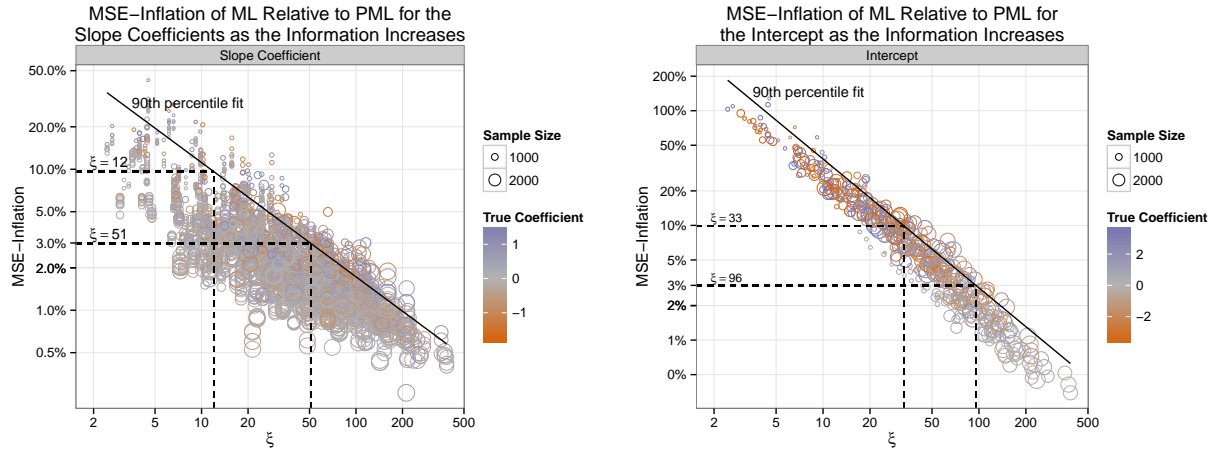 MSE−Inflation of ML Relative to PML for the
Slope Coefficients as the Information Increases
Slope Coefficient
MSE−Inflation
50.0%
20.0%
10.0%
5.0%
3.0%
2.0%
1.0%
0.5%
90th percentile fit
ξ = 12
ξ = 51
2
5
10
20
50
100
200
500
ξ
Sample Size
1000
2000
True Coefficient
1
0
−1
MSE−Inflation of ML Relative to PML for
the Intercept as the Information Increases
Intercept
MSE−Inflation
200%
100%
50%
20%
10%
5%
3%
2%
1%
0%
90th percentile fit
ξ = 33
ξ = 96
2
5
10
20
50
100
200
500
ξ
Sample Size
1000
2000
True Coefficient
2
0
−2